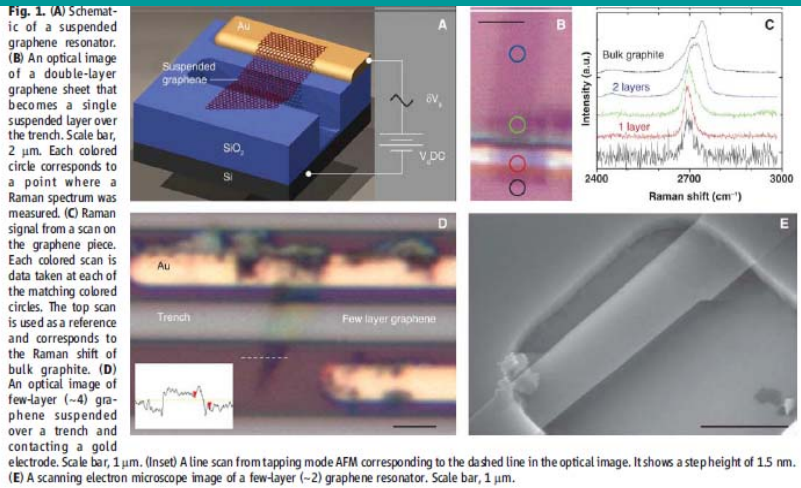 Fig. 1. (A) Schemat-
ic of a suspended
graphene resonator.
(B) An optical image
of a double-layer
graphene sheet that
becomes a single
suspended layer over
the trench. Scale bar,
2 μm. Each colored
circle corresponds to
a point where a
Raman spectrum was
measured. (C) Raman
signal from a scan on
the graphene piece.
Each colored scan is
data taken at each of
the matching colored
circles. The top scan
is used as a reference
and corresponds to
the Raman shift of
bulk graphite. (D)
An optical image of
few-layer (~4) gra-
phene suspended
over a trench and
contacting a gold
electrode. Scale bar, 1 μm. (Inset) A line scan from tapping mode AFM corresponding to the dashed line in the optical image. It shows a step height of 1.5 nm.
(E) A scanning electron microscope image of a few-layer (~2) graphene resonator. Scale bar, 1 μm.
A
Au
Suspended
graphene
SiO2
Si
δVg
VgDC
B
C
Intensity (a.u.)
Bulk graphite
2 layers
1 layer
2400
2700
3000
Raman shift (cm⁻¹)
D
Au
Trench
Few layer graphene
E